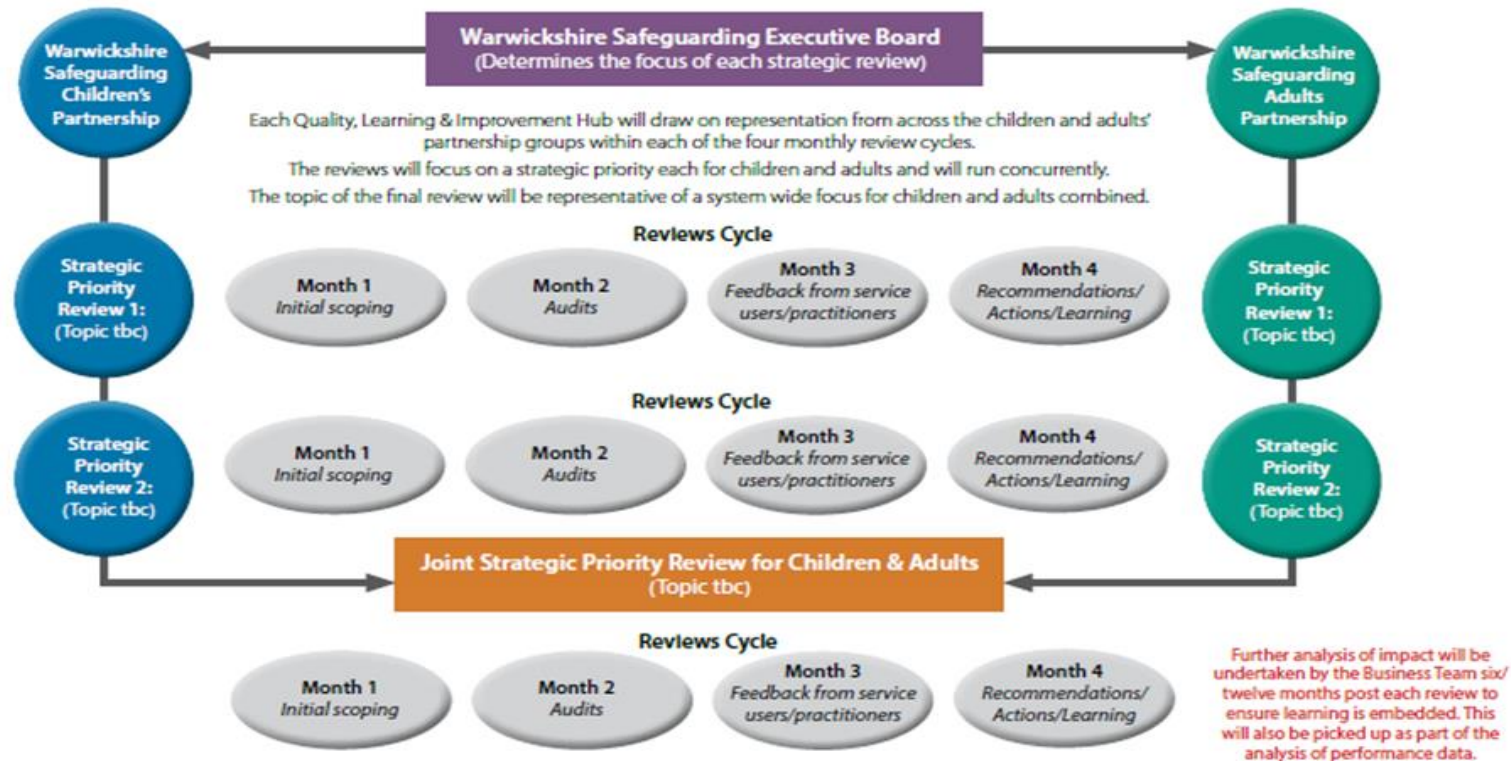 Warwickshire
Safeguarding
Children's
Partnership
Warwickshire Safeguarding Executive Board
(Determines the focus of each strategic review)
Warwickshire
Safeguarding
Adults
Partnership
Each Quality, Learning & Improvement Hub will draw on representation from across the children and adults'
partnership groups within each of the four monthly review cycles.
The reviews will focus on a strategic priority each for children and adults and will run concurrently.
The topic of the final review will be representative of a system wide focus for children and adults combined.
Strategic
Priority
Review 1:
(Topic tbc)
Reviews Cycle
Month 1
Initial scoping
Month 2
Audits
Month 3
Feedback from service
users/practitioners
Month 4
Recommendations/
Actions/Learning
Strategic
Priority
Review 1:
(Topic tbc)
Strategic
Priority
Review 2:
(Topic tbc)
Reviews Cycle
Month 1
Initial scoping
Month 2
Audits
Month 3
Feedback from service
users/practitioners
Month 4
Recommendations/
Actions/Learning
Strategic
Priority
Review 2:
(Topic tbc)
Joint Strategic Priority Review for Children & Adults
(Topic tbc)
Reviews Cycle
Month 1
Initial scoping
Month 2
Audits
Month 3
Feedback from service
users/practitioners
Month 4
Recommendations/
Actions/Learning
Further analysis of impact will be
undertaken by the Business Team six/
twelve months post each review to
ensure learning is embedded. This
will also be picked up as part of the
analysis of performance data.